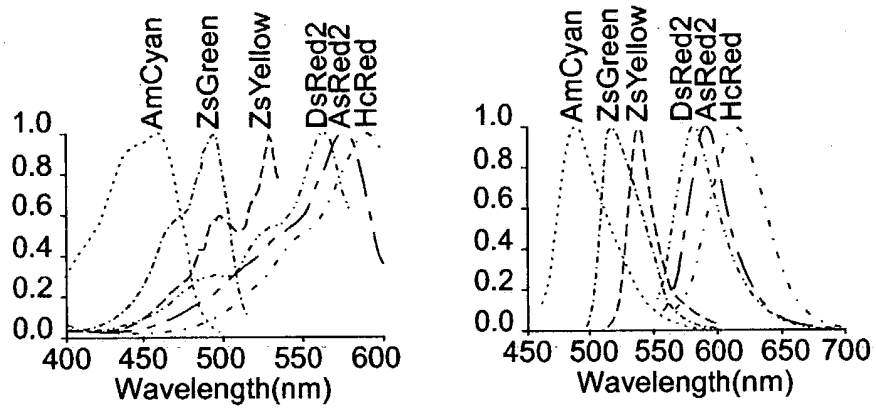 AmCyan
ZsGreen
ZsYellow
DsRed2
AsRed2
HcRed
1.0
0.8
0.6
0.4
0.2
0.0
400 450 500 550 600
Wavelength(nm)
AmCyan
ZsGreen
ZsYellow
DsRed2
AsRed2
HcRed
1.0
0.8
0.6
0.4
0.2
0.0
450 500 550 600 650 700
Wavelength(nm)